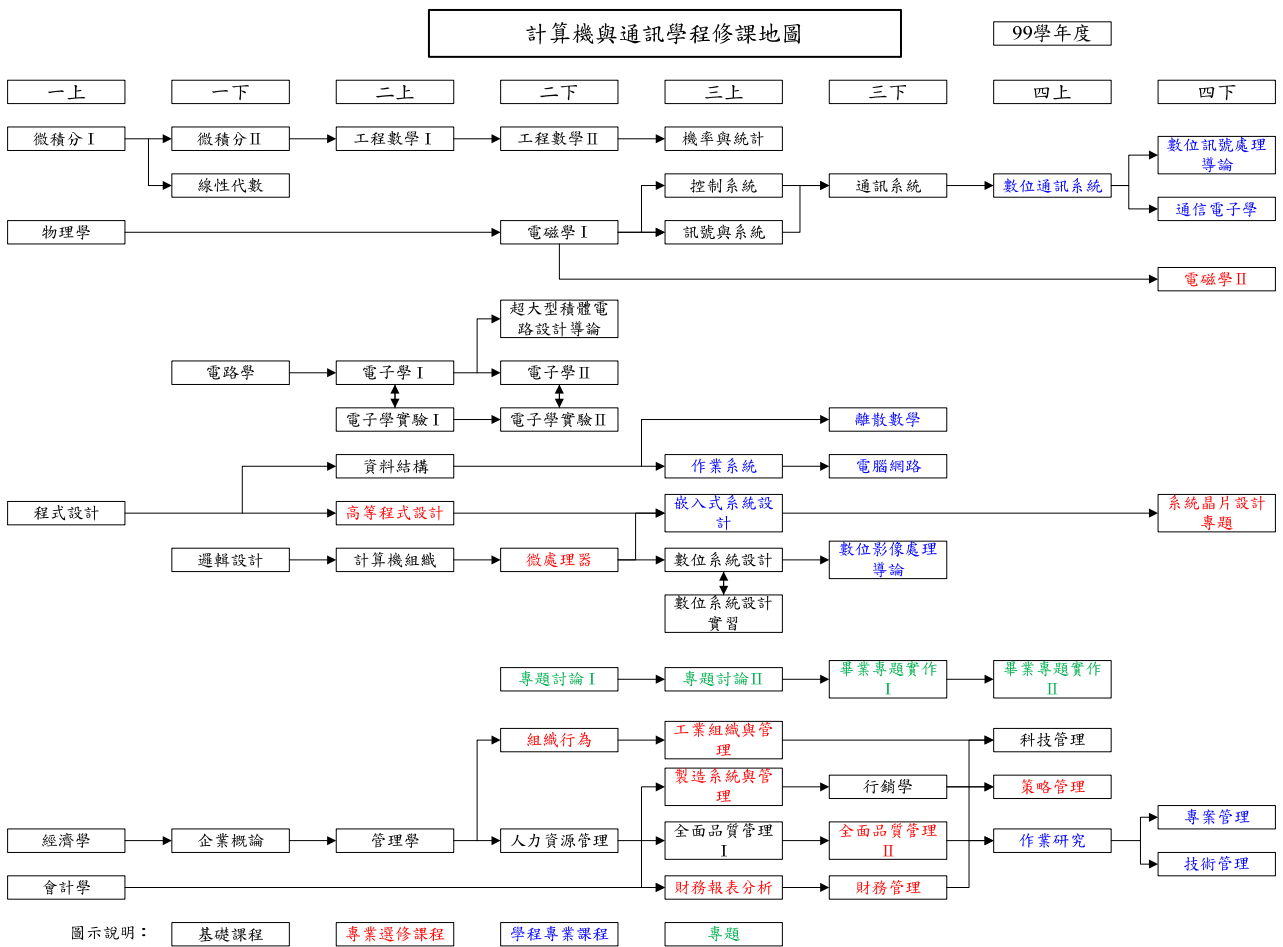 計算機與通訊學程修課地圖
99學年度
一上
一下
二上
二下
三上
三下
四上
四下
微積分Ⅰ
微積分Ⅱ
工程數學Ⅰ
工程數學Ⅱ
機率與統計
數位訊號處理
導論
線性代數
控制系統
通訊系統
數位通訊系統
通信電子學
物理學
電磁學Ⅰ
訊號與系統
電磁學Ⅱ
超大型積體電
路設計導論
電路學
電子學Ⅰ
電子學Ⅱ
電子學實驗Ⅰ
電子學實驗Ⅱ
離散數學
資料結構
作業系統
電腦網路
程式設計
高等程式設計
嵌入式系統設
計
系統晶片設計
專題
邏輯設計
計算機組織
微處理器
數位系統設計
數位影像處理
導論
數位系統設計
實習
專題討論Ⅰ
專題討論Ⅱ
畢業專題實作
Ⅰ
畢業專題實作
Ⅱ
組織行為
工業組織與管
理
科技管理
製造系統與管
理
行銷學
策略管理
經濟學
企業概論
管理學
人力資源管理
全面品質管理
Ⅰ
全面品質管理
Ⅱ
作業研究
專案管理
技術管理
會計學
財務報表分析
財務管理
圖示說明：
基礎課程
專業選修課程
學程專業課程
專題